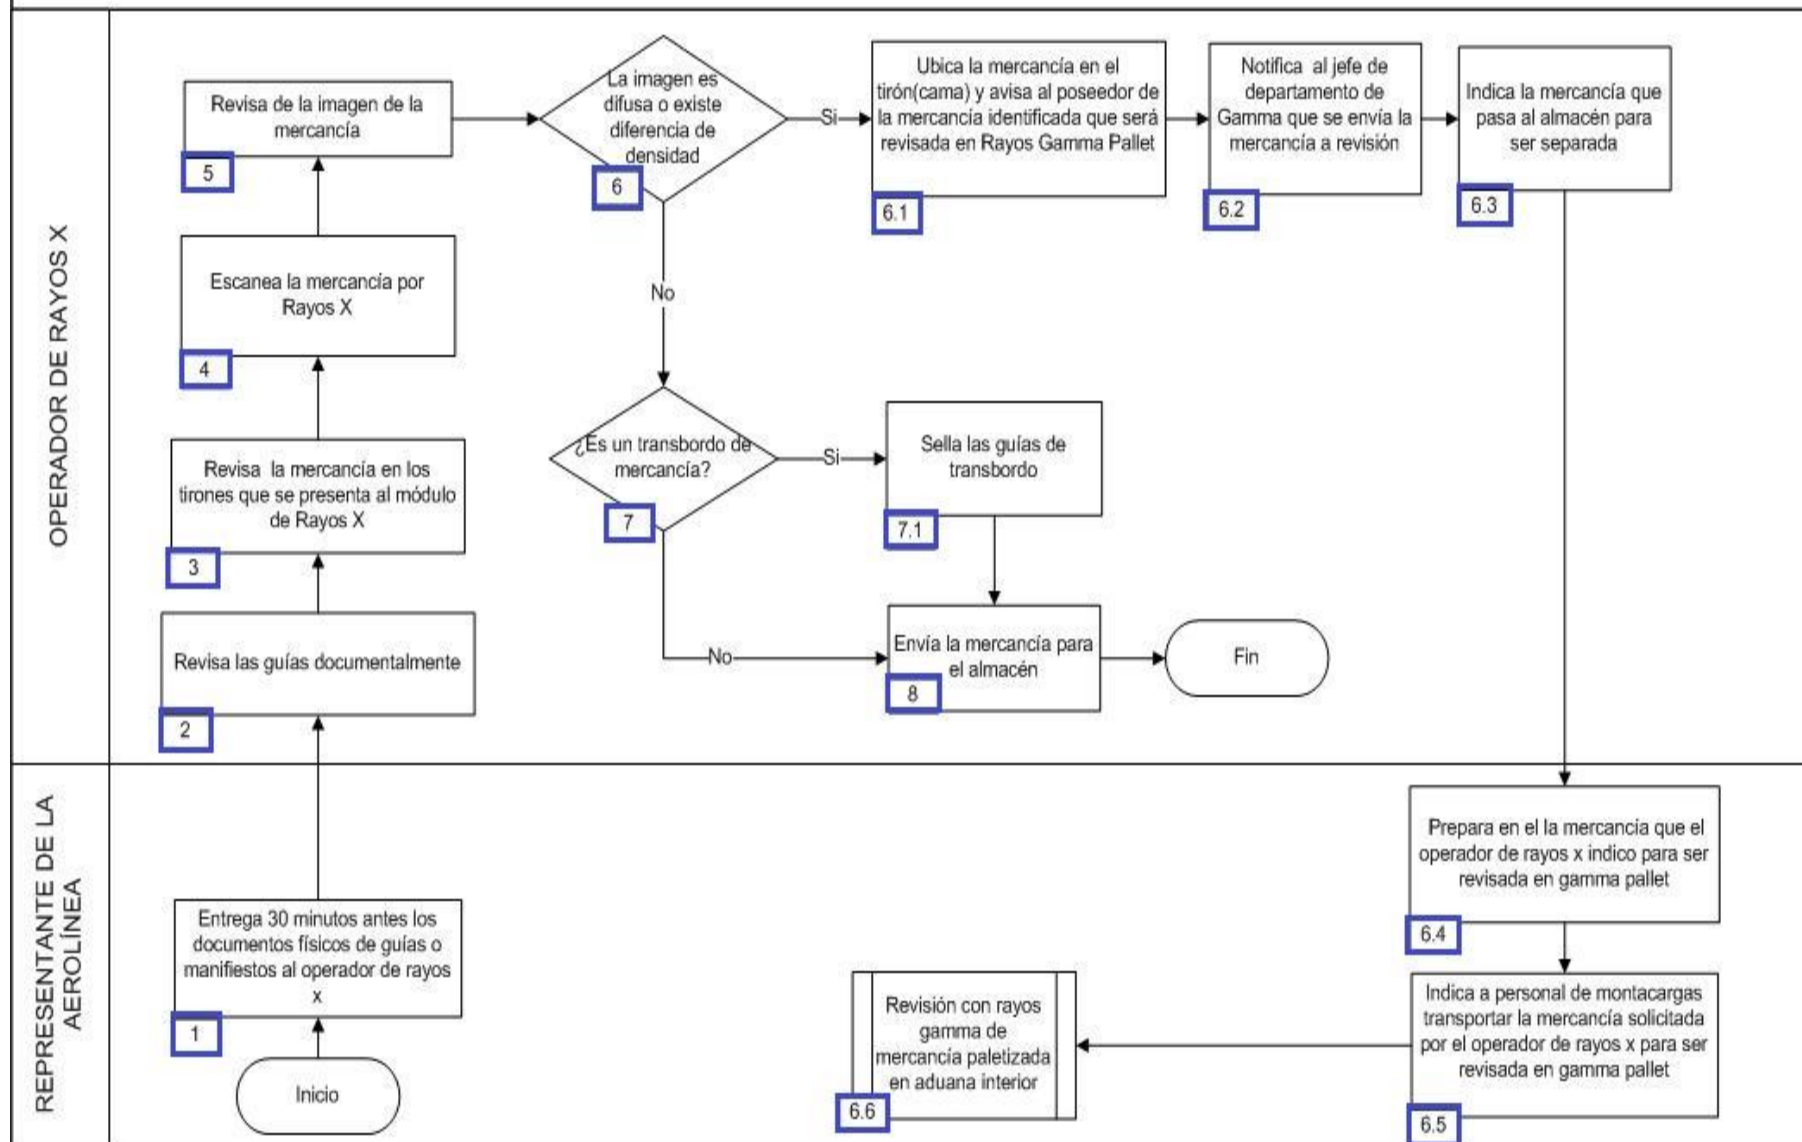 OPERADOR DE RAYOS X
Revisa de la imagen de la
mercancía
5
Escanea la mercancía por
Rayos X
4
Revisa la mercancía en los
tirones que se presenta al módulo
de Rayos X
3
Revisa las guías documentalmente
2
La imagen es
difusa o existe
diferencia de
densidad
6
Si
No
Ubica la mercancía en el
tirón(cama) y avisa al poseedor de
la mercancía identificada que será
revisada en Rayos Gamma Pallet
6.1
Notifica al jefe de
departamento de
Gamma que se envía la
mercancía a revisión
6.2
Indica la mercancía que
pasa al almacén para
ser separada
6.3
¿Es un transbordo de
mercancía?
7
Si
No
Sella las guías de
transbordo
7.1
Envía la mercancía para
el almacén
8
Fin
REPRESENTANTE DE LA
AEROLÍNEA
Entrega 30 minutos antes los
documentos físicos de guías o
manifiestos al operador de rayos
x
1
Inicio
Prepara en el la mercancía que el
operador de rayos x indico para ser
revisada en gamma pallet
6.4
Indica a personal de montacargas
transportar la mercancía solicitada
por el operador de rayos x para ser
revisada en gamma pallet
6.5
Revisión con rayos
gamma de
mercancía paletizada
en aduana interior
6.6